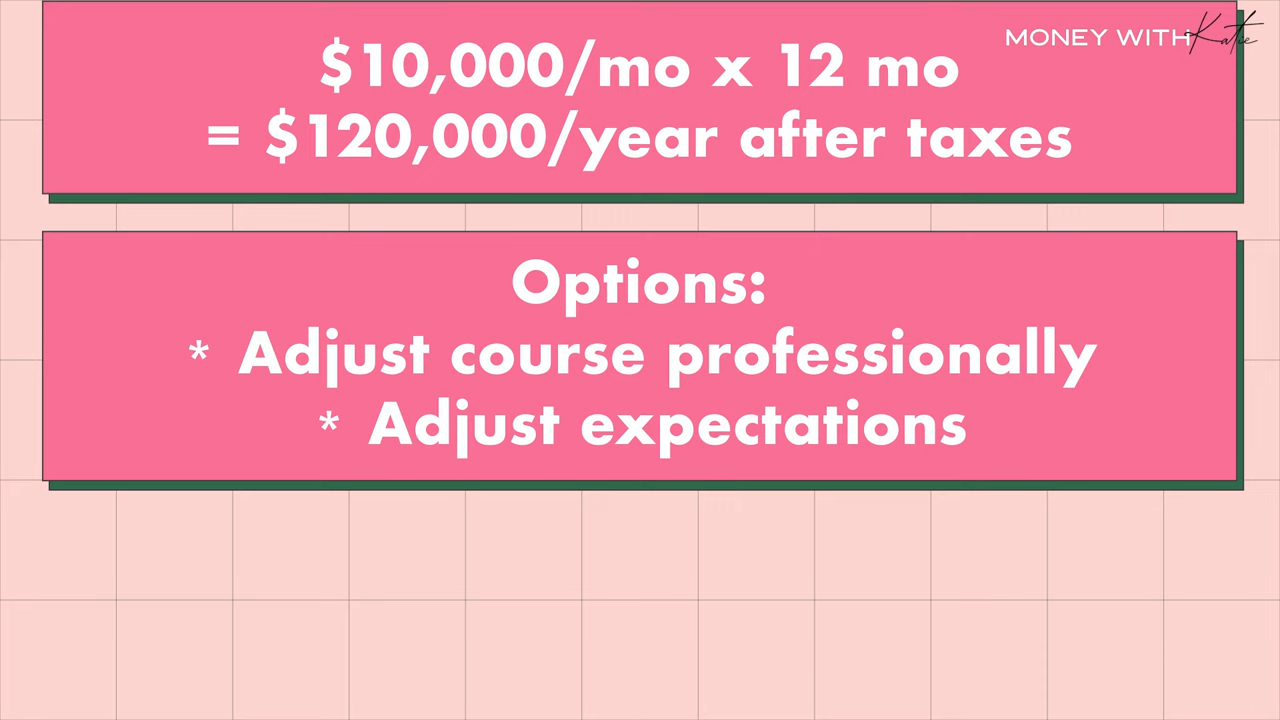 MONEY WITH Katie
$10,000/mo x 12 mo
= $120,000/year after taxes
Options:
* Adjust course professionally
* Adjust expectations